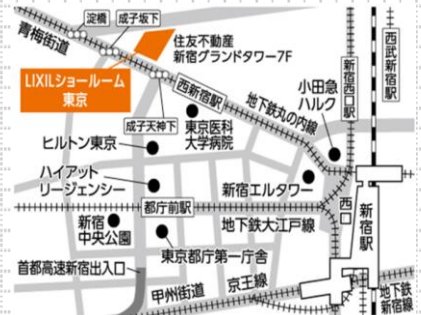 淀橋
成子坂下
青梅街道
住友不動産
新宿グランドタワー7F
LIXILショールーム
東京
西新宿駅
成子天神下
地下鉄丸の内線
東京医科
大学病院
小田急
ハルク
新宿西口駅
西武新宿駅
ヒルトン東京
ハイアット
リージェンシー
新宿エルタワー
都庁前駅
地下鉄大江戸線
西口
新宿駅
新宿
中央公園
東京都庁第一庁舎
首都高速新宿出入口
甲州街道
京王線
地下鉄
新宿線